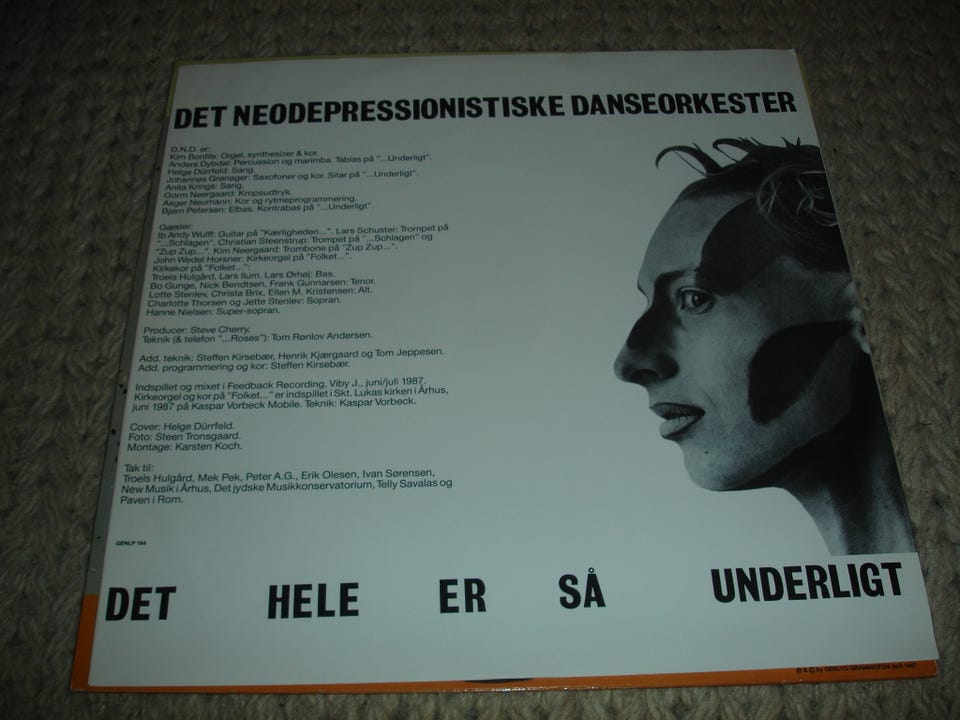 DET NEODEPRESSIONISTISKE DANSEORKESTER
D.N.D. er:
Kim Bonfils: Orgel, synthesizer & kor.
Anders Dybdal: Percussion og marimba. Tablas på "...Underligt".
Helge Dürrfeld: Sang.
Johannes Grønager: Saxofoner og kor. Sitar på "...Underligt".
Anita Krings: Sang.
Gorm Neergaard: Kropsudtryk.
Asger Neumann: Kor og rytmeprogrammering.
Bjørn Petersen: Elbas. Kontrabas på "...Underligt".
Gæster:
Ib Andy Wulff: Guitar på "Kærligheden...". Lars Schuster: Trompet på
"...Schlagen". Christian Steenstrup: Trompet på "...Schlagen" og
"Zup Zup...". Kim Neergaard: Trombone på "Zup Zup...".
John Wedel Horsner: Kirkeorgel på "Folket...".
Kirkekor på "Folket...":
Troels Hulgård, Lars Ilum, Lars Ørhøj: Bas.
Bo Gunge, Nick Bendtsen, Frank Gunnarsen: Tenor.
Lotte Stenlev, Christa Brix, Ellen M. Kristensen: Alt.
Charlotte Thorsen og Jette Stenlev: Sopran.
Hanne Nielsen: Super-sopran.
Producer: Steve Cherry.
Teknik (& telefon "...Roses"): Tom Rønlov Andersen.
Add. teknik: Steffen Kirsebær, Henrik Kjærgaard og Tom Jeppesen.
Add. programmering og kor: Steffen Kirsebær.
Indspillet og mixet i Feedback Recording, Viby J., juni/juli 1987.
Kirkeorgel og kor på "Folket..." er indspillet i Skt. Lukas kirken i Århus,
juni 1987 på Kaspar Vorbeck Mobile. Teknik: Kaspar Vorbeck.
Cover: Helge Dürrfeld.
Foto: Steen Tronsgaard.
Montage: Karsten Koch.
Tak til:
Troels Hulgård, Mek Pek, Peter A.G., Erik Olesen, Ivan Sørensen,
New Musik i Århus, Det jydske Musikkonservatorium, Telly Savalas og
Paven i Rom.
GENLP 164
DET HELE ER SÅ UNDERLIGT
℗ & © by GENLYD GRAMMOFON ApS 1987